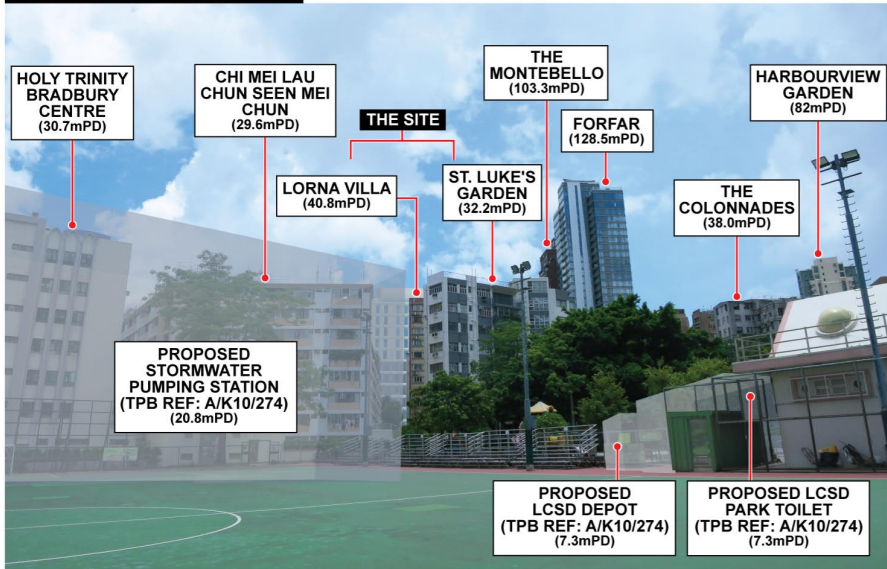 HOLY TRINITY
BRADBURY
CENTRE
(30.7mPD)
CHI MEI LAU
CHUN SEEN MEI
CHUN
(29.6mPD)
THE SITE
LORNA VILLA
(40.8mPD)
ST. LUKE'S
GARDEN
(32.2mPD)
THE
MONTEBELLO
(103.3mPD)
FORFAR
(128.5mPD)
THE
COLONNADES
(38.0mPD)
HARBOURVIEW
GARDEN
(82mPD)
PROPOSED
STORMWATER
PUMPING STATION
(TPB REF: A/K10/274)
(20.8mPD)
PROPOSED
LCSD DEPOT
(TPB REF: A/K10/274)
(7.3mPD)
PROPOSED LCSD
PARK TOILET
(TPB REF: A/K10/274)
(7.3mPD)